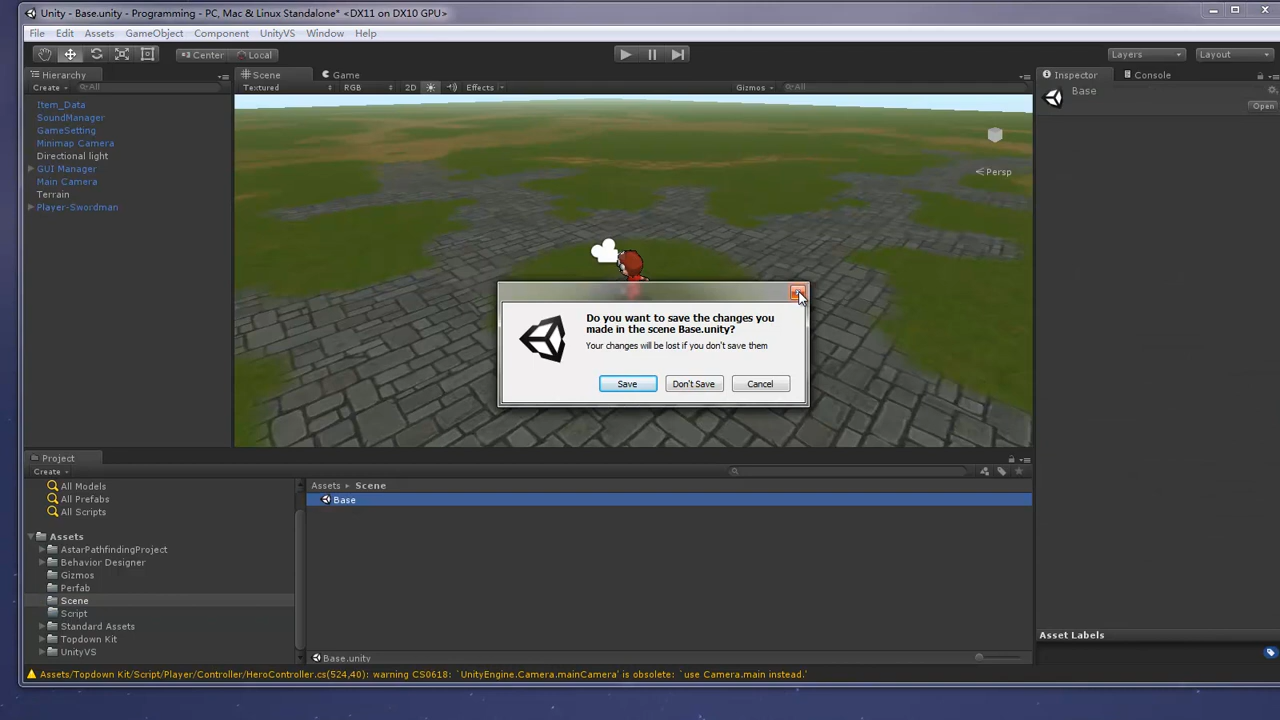 Unity - Base.unity - Programming - PC, Mac & Linux Standalone* <DX11 on DX10 GPU>
File Edit Assets GameObject Component UnityVS Window Help
Center Local Layers Layout
Hierarchy Scene Game Inspector Console
Create All Textured RGB 2D Effects Gizmos All Base
Open
Item_Data
SoundManager
GameSetting
Minimap Camera
Directional light
GUI Manager
Main Camera
Terrain
Player-Swordman
Persp
Do you want to save the changes you
made in the scene Base.unity?
Your changes will be lost if you don't save them
Save Don't Save Cancel
Project
Create
All Models
All Prefabs
All Scripts
Assets
AstarPathfindingProject
Behavior Designer
Gizmos
Perfab
Scene
Script
Standard Assets
Topdown Kit
UnityVS
Assets Scene
Base
Base.unity
Asset Labels
Assets/Topdown Kit/Script/Player/Controller/HeroController.cs(524,40): warning CS0618: `UnityEngine.Camera.mainCamera' is obsolete: `use Camera.main instead.'